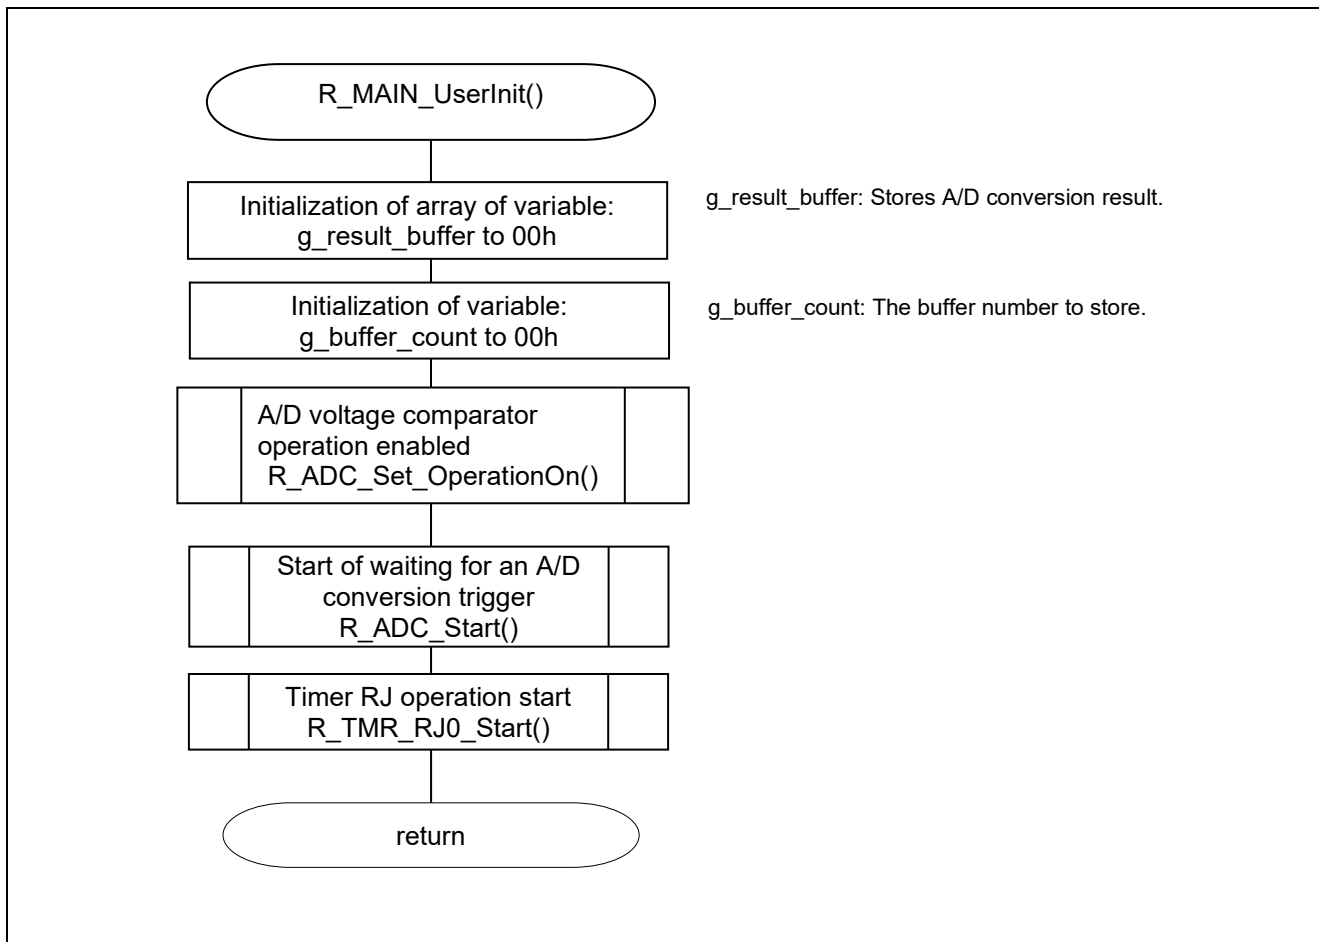 R_MAIN_UserInit()
Initialization of array of variable:
g_result_buffer to 00h
g_result_buffer: Stores A/D conversion result.
Initialization of variable:
g_buffer_count to 00h
g_buffer_count: The buffer number to store.
A/D voltage comparator
operation enabled
R_ADC_Set_OperationOn()
Start of waiting for an A/D
conversion trigger
R_ADC_Start()
Timer RJ operation start
R_TMR_RJ0_Start()
return